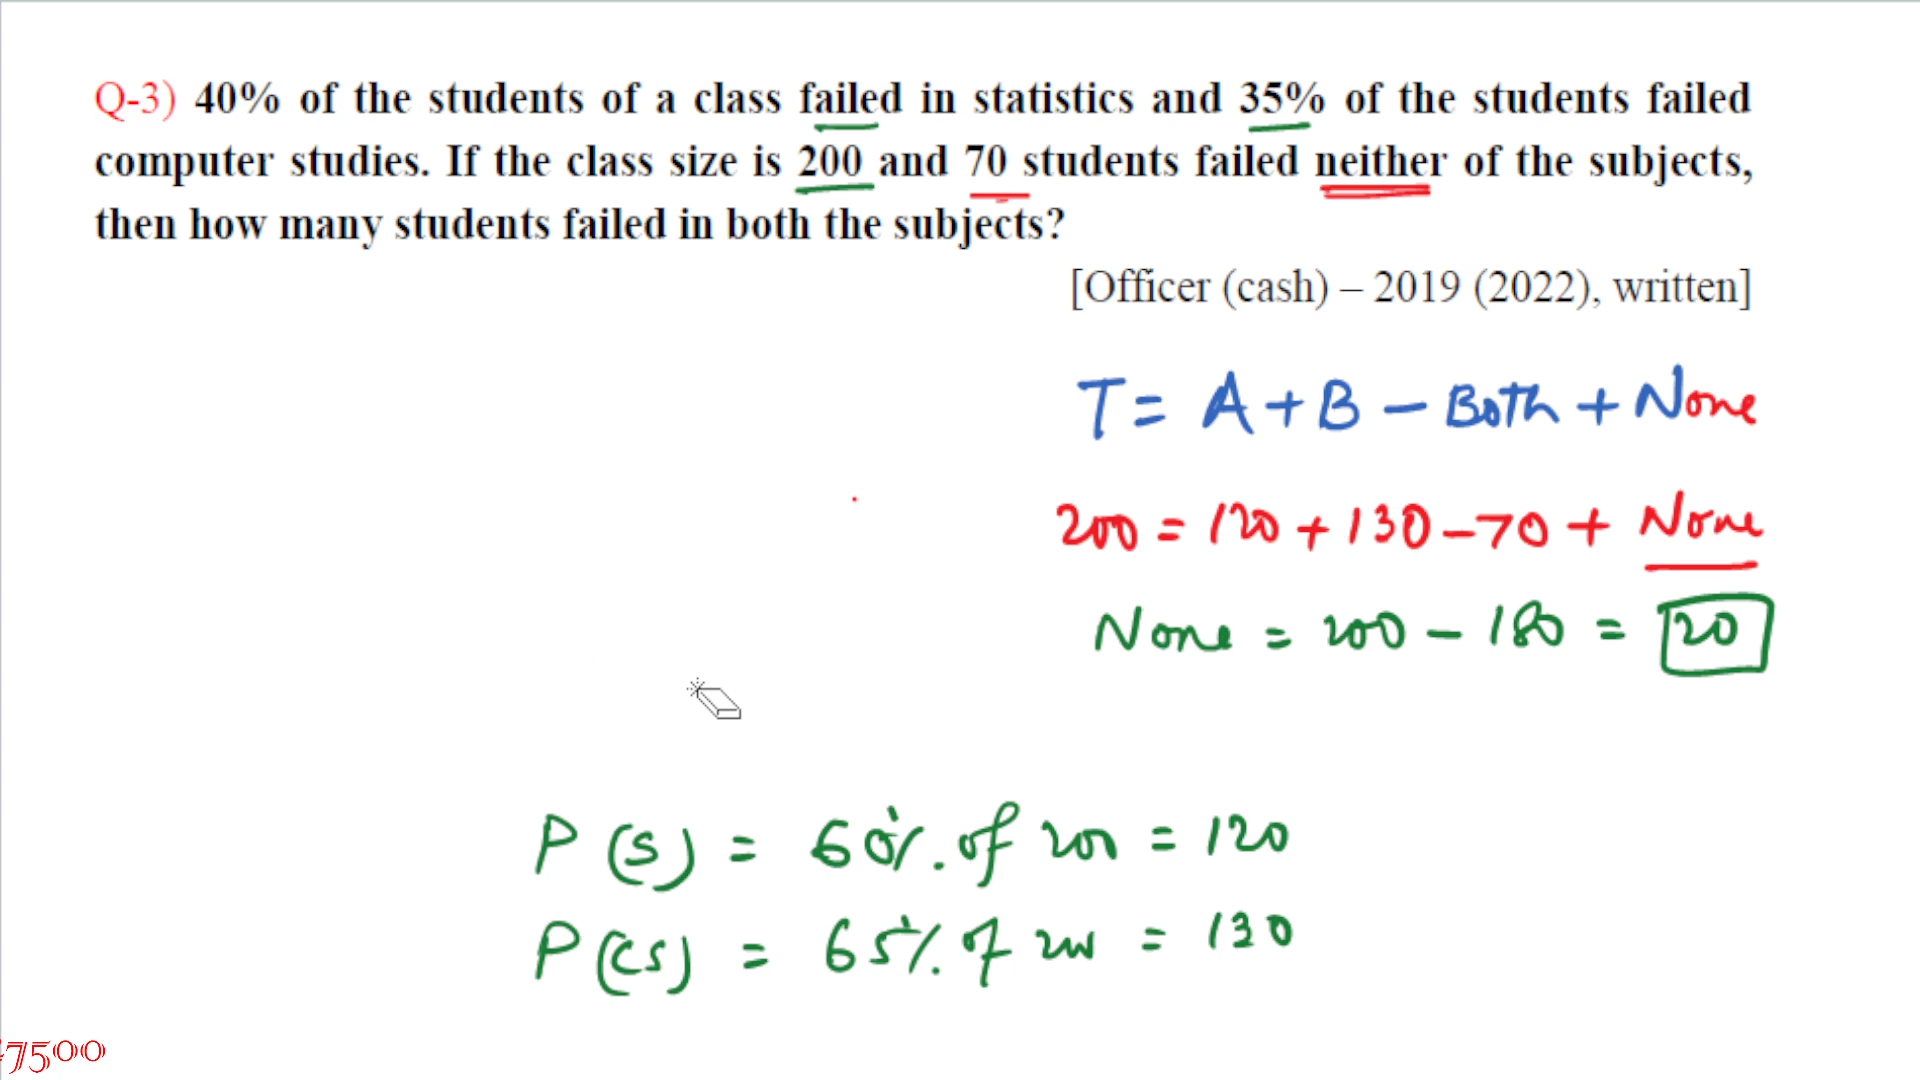 Q-3) 40% of the students of a class failed in statistics and 35% of the students failed
computer studies. If the class size is 200 and 70 students failed neither of the subjects,
then how many students failed in both the subjects?
[Officer (cash) – 2019 (2022), written]
T = A + B - Both + None
200 = 120 + 130 - 70 + None
None = 200 - 180 = 20
P (S) = 60% of 200 = 120
P (CS) = 65% of 200 = 130
7500